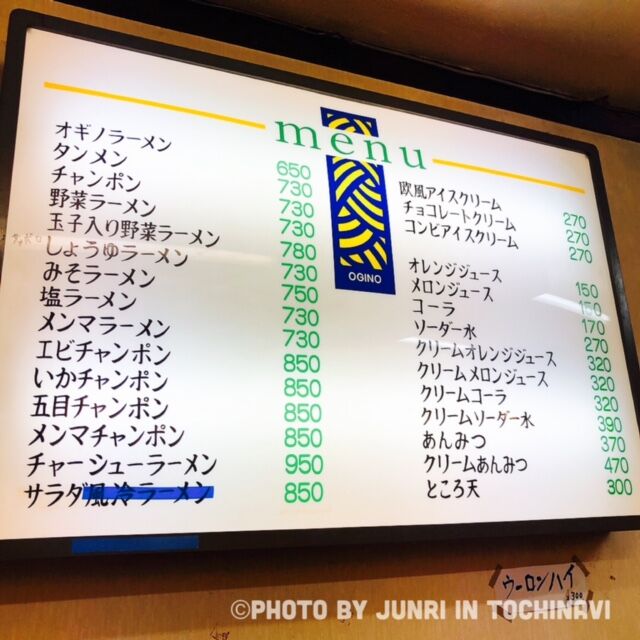 menu
OGINO
オギノラーメン 650
タンメン 730
チャンポン 730
野菜ラーメン 730
玉子入り野菜ラーメン 780
しょうゆラーメン 730
みそラーメン 750
塩ラーメン 730
メンマラーメン 730
エビチャンポン 850
いかチャンポン 850
五目チャンポン 850
メンマチャンポン 850
チャーシューラーメン 950
サラダ風冷ラーメン 850
欧風アイスクリーム 270
チョコレートクリーム 270
コンビアイスクリーム 270
オレンジジュース 150
メロンジュース 150
コーラ 170
ソーダー水 270
クリームオレンジジュース 320
クリームメロンジュース 320
クリームコーラ 320
クリームソーダー水 390
あんみつ 370
クリームあんみつ 470
ところ天 300
ウーロンハイ
©PHOTO BY JUNRI IN TOCHINAVI